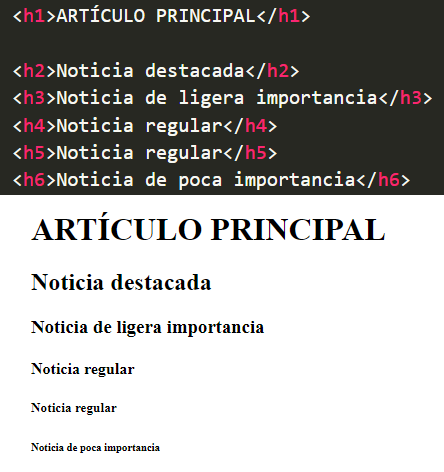 <h1>ARTÍCULO PRINCIPAL</h1>
<h2>Noticia destacada</h2>
<h3>Noticia de ligera importancia</h3>
<h4>Noticia regular</h4>
<h5>Noticia regular</h5>
<h6>Noticia de poca importancia</h6>
ARTÍCULO PRINCIPAL
Noticia destacada
Noticia de ligera importancia
Noticia regular
Noticia regular
Noticia de poca importancia